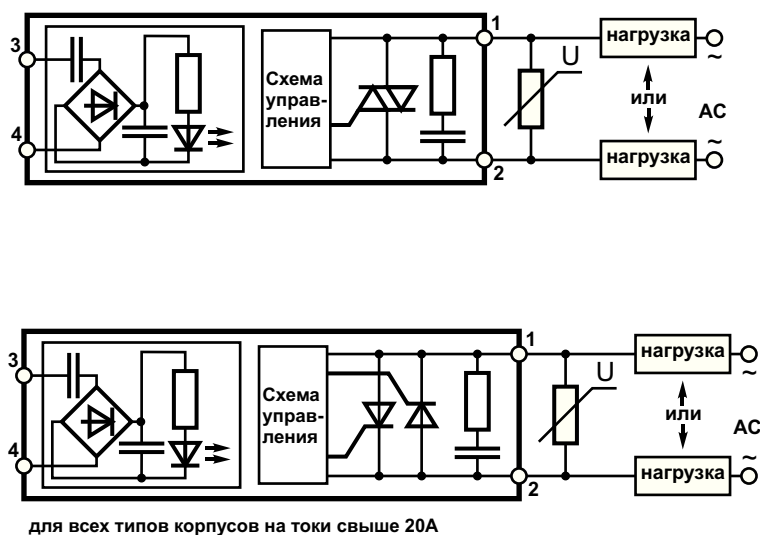 3
4
Схема
управ-
ления
1
2
U
нагрузка
~
или
AC
~
нагрузка
3
4
Схема
управ-
ления
1
2
U
нагрузка
~
или
AC
~
нагрузка
для всех типов корпусов на токи свыше 20А